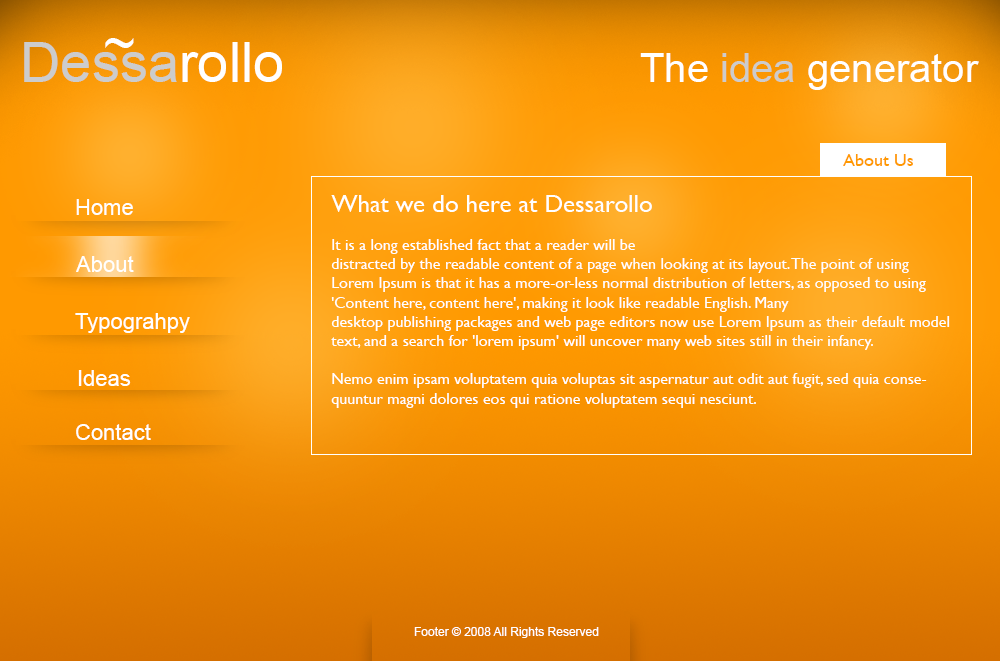 Dessarollo
The idea generator
About Us
Home
About
Typograhpy
Ideas
Contact
What we do here at Dessarollo
It is a long established fact that a reader will be
distracted by the readable content of a page when looking at its layout. The point of using
Lorem Ipsum is that it has a more-or-less normal distribution of letters, as opposed to using
'Content here, content here', making it look like readable English. Many
desktop publishing packages and web page editors now use Lorem Ipsum as their default model
text, and a search for 'lorem ipsum' will uncover many web sites still in their infancy.
Nemo enim ipsam voluptatem quia voluptas sit aspernatur aut odit aut fugit, sed quia conse-
quuntur magni dolores eos qui ratione voluptatem sequi nesciunt.
Footer © 2008 All Rights Reserved